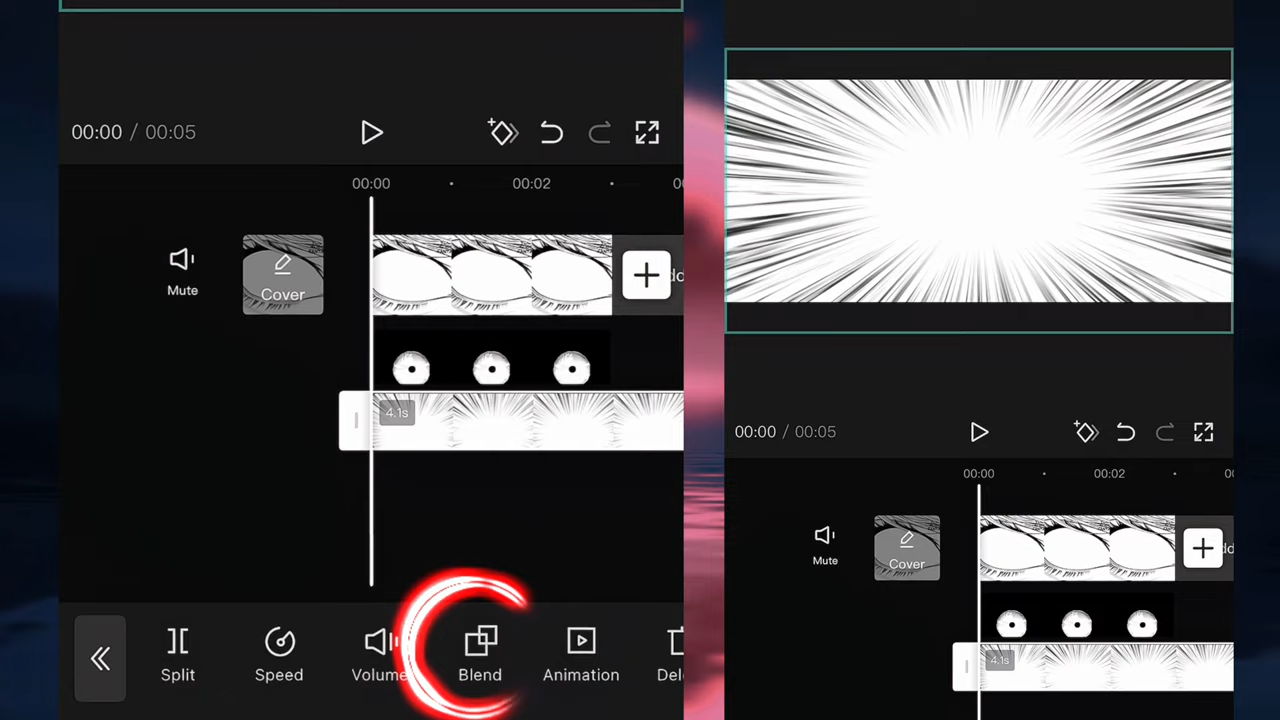 00:00 / 00:05
00:00
00:02
Mute
Cover
4.1s
Split
Speed
Volume
Blend
Animation
00:00 / 00:05
00:00
00:02
Mute
Cover
4.1s